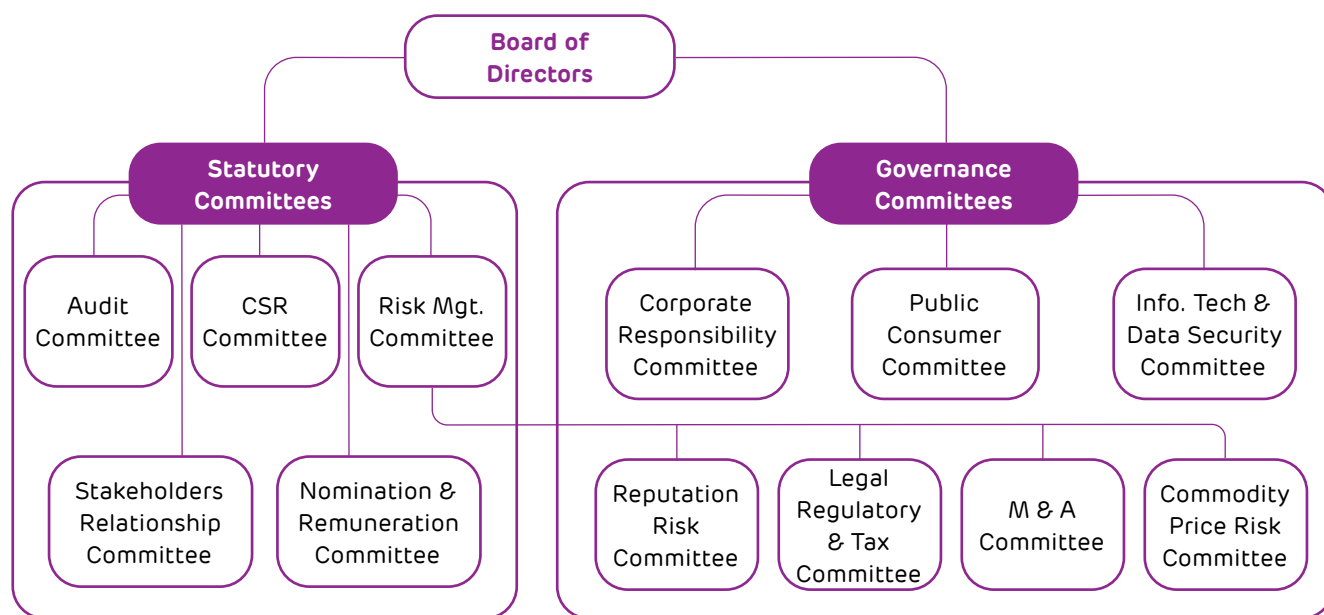 Board of
Directors
Statutory
Committees
Governance
Committees
Audit
Committee
CSR
Committee
Risk Mgt.
Committee
Corporate
Responsibility
Committee
Public
Consumer
Committee
Info. Tech &
Data Security
Committee
Stakeholders
Relationship
Committee
Nomination &
Remuneration
Committee
Reputation
Risk
Committee
Legal
Regulatory
& Tax
Committee
M & A
Committee
Commodity
Price Risk
Committee